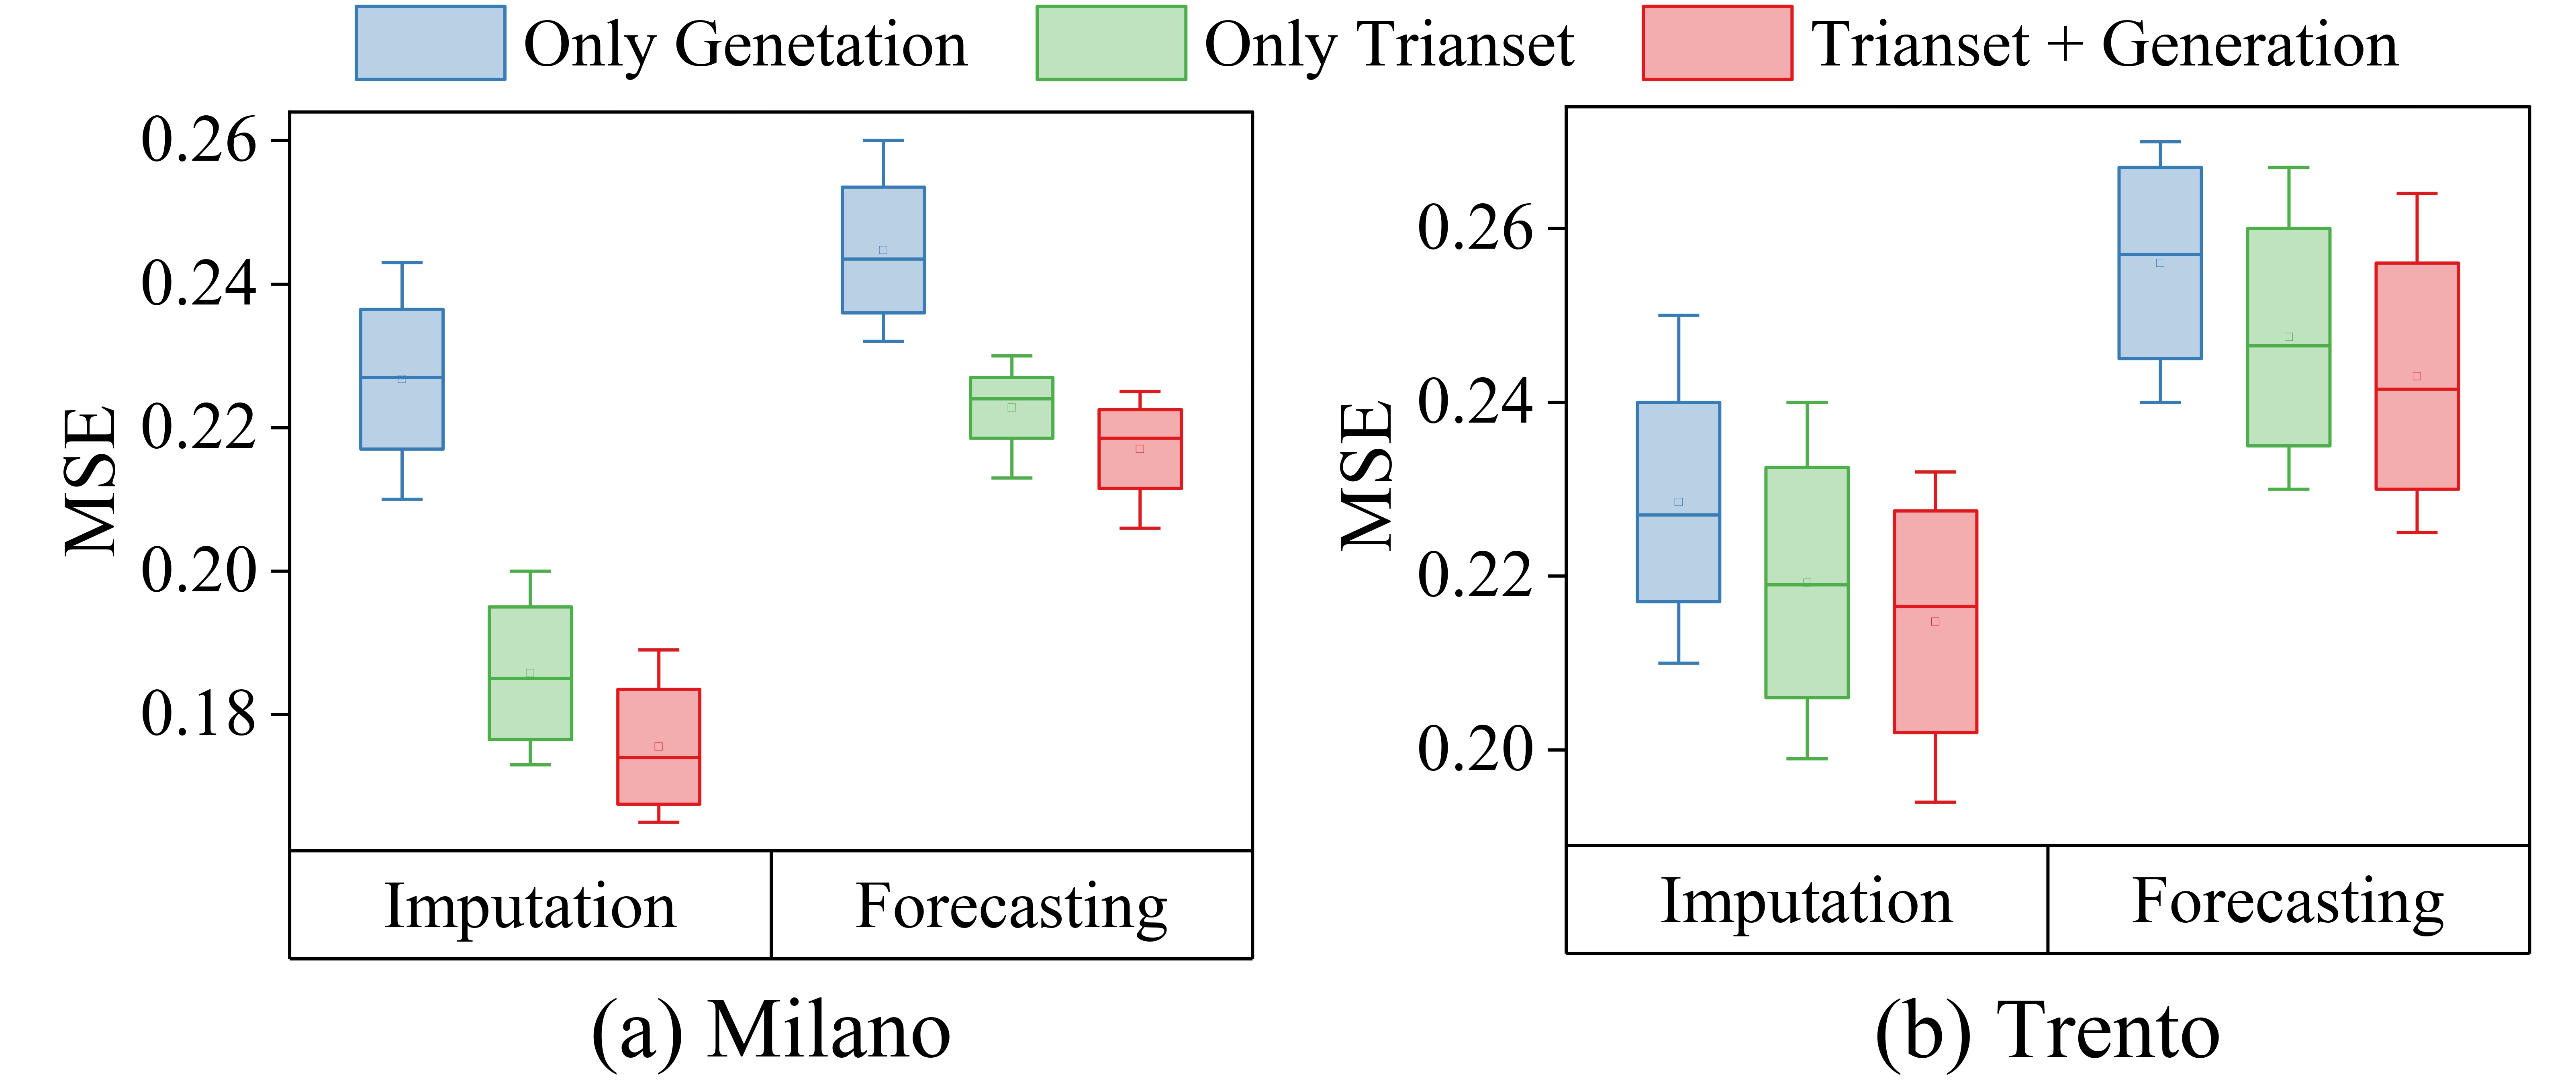 Only Genetation
Only Trianset
Trianset + Generation
MSE
0.26
0.24
0.22
0.20
0.18
Imputation
Forecasting
(a) Milano
MSE
0.26
0.24
0.22
0.20
Imputation
Forecasting
(b) Trento